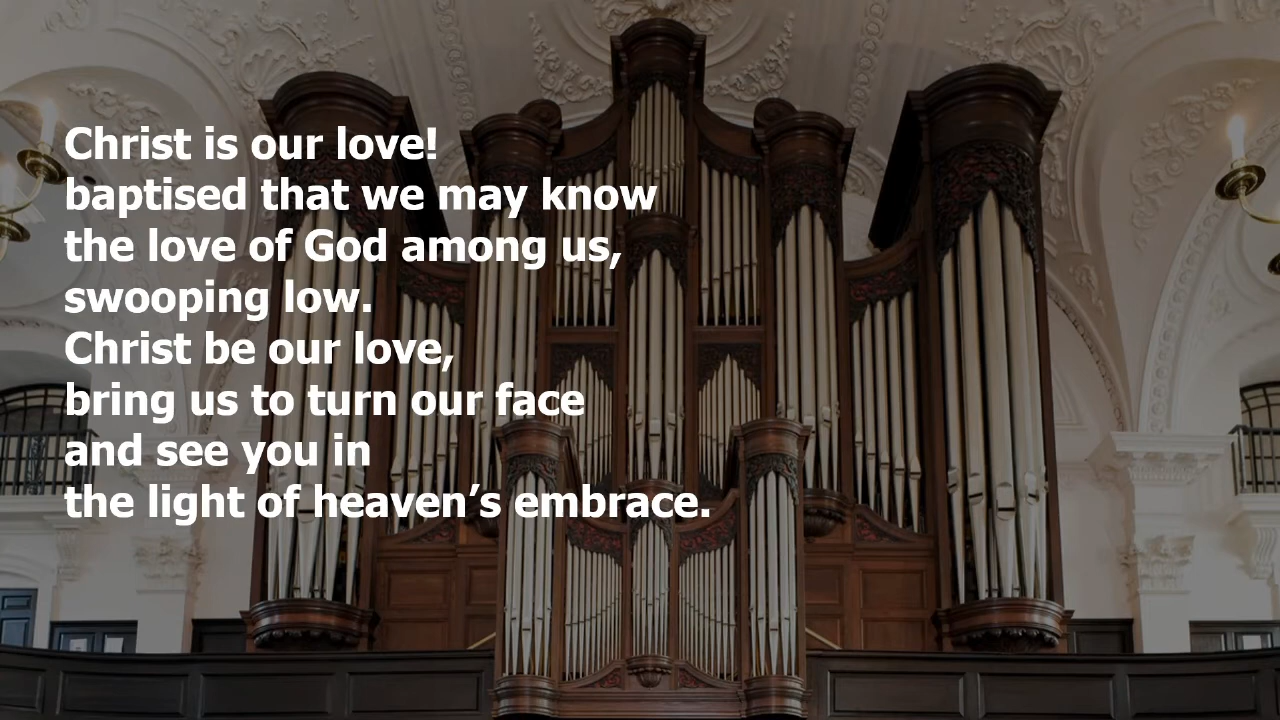 Christ is our love!
baptised that we may know
the love of God among us,
swooping low.
Christ be our love,
bring us to turn our face
and see you in
the light of heaven’s embrace.